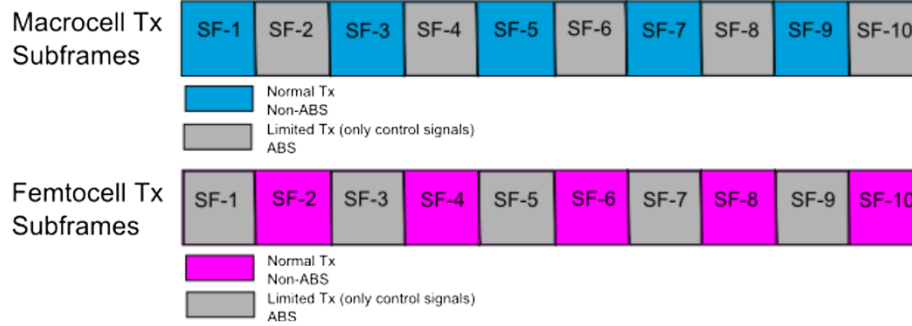 Macrocell Tx
Subframes
SF-1 SF-2 SF-3 SF-4 SF-5 SF-6 SF-7 SF-8 SF-9 SF-10
Normal Tx
Non-ABS
Limited Tx (only control signals)
ABS
Femtocell Tx
Subframes
SF-1 SF-2 SF-3 SF-4 SF-5 SF-6 SF-7 SF-8 SF-9 SF-10
Normal Tx
Non-ABS
Limited Tx (only control signals)
ABS